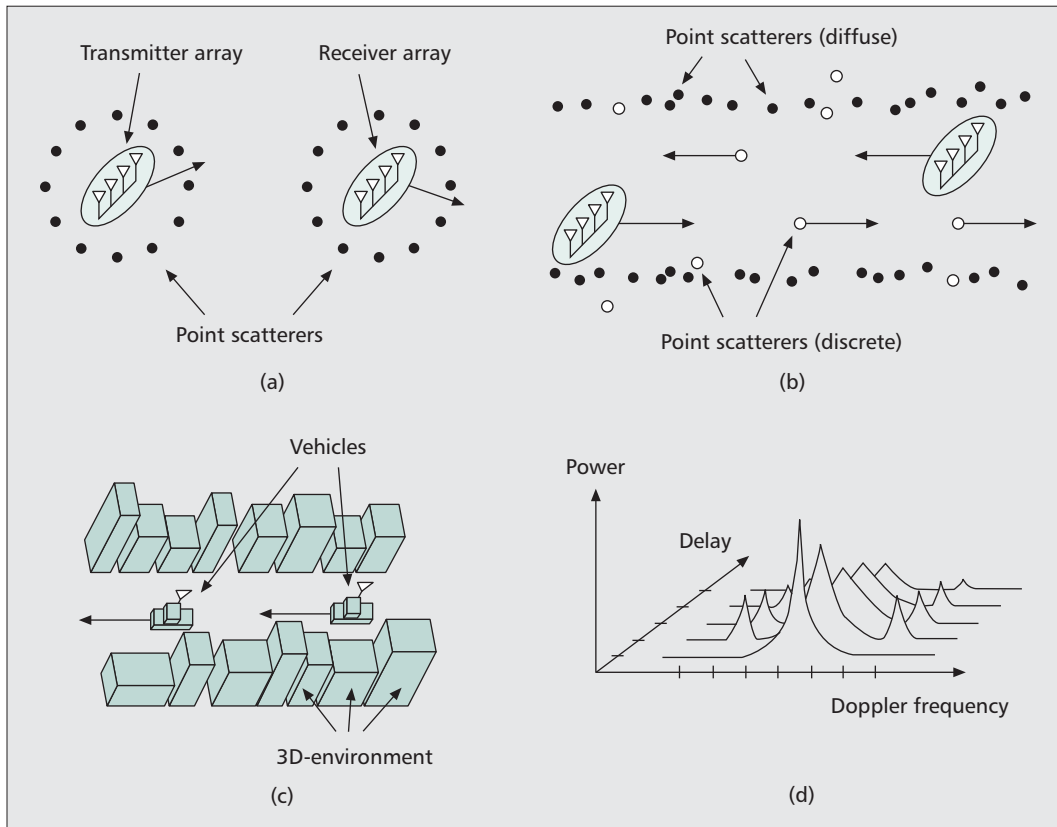 Transmitter array
Receiver array
Point scatterers
(a)
Point scatterers (diffuse)
Point scatterers (discrete)
(b)
Vehicles
3D-environment
(c)
Power
Delay
Doppler frequency
(d)